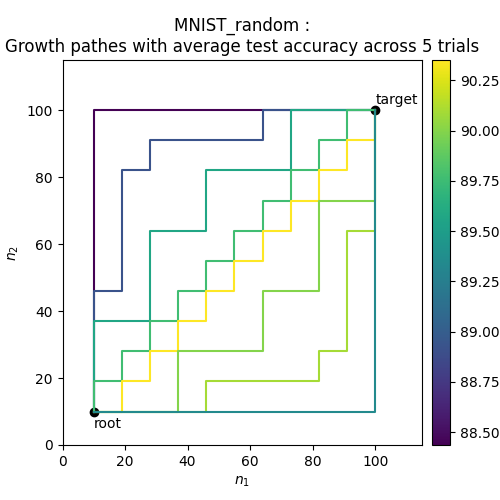 MNIST_random :
Growth pathes with average test accuracy across 5 trials
target
root
100
80
60
40
20
0
n2
0 20 40 60 80 100
n1
90.25
90.00
89.75
89.50
89.25
89.00
88.75
88.50